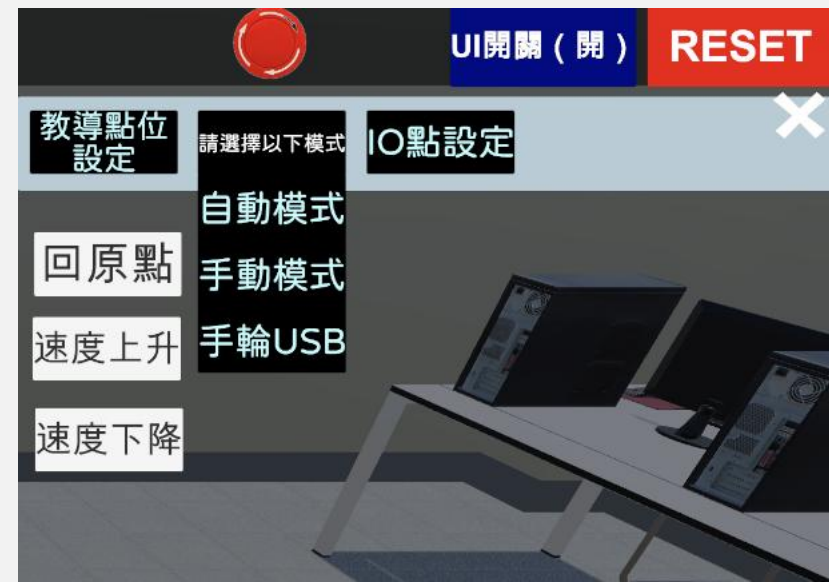 UI開關（開）
RESET
教導點位
設定
請選擇以下模式
IO點設定
自動模式
手動模式
手輪USB
回原點
速度上升
速度下降